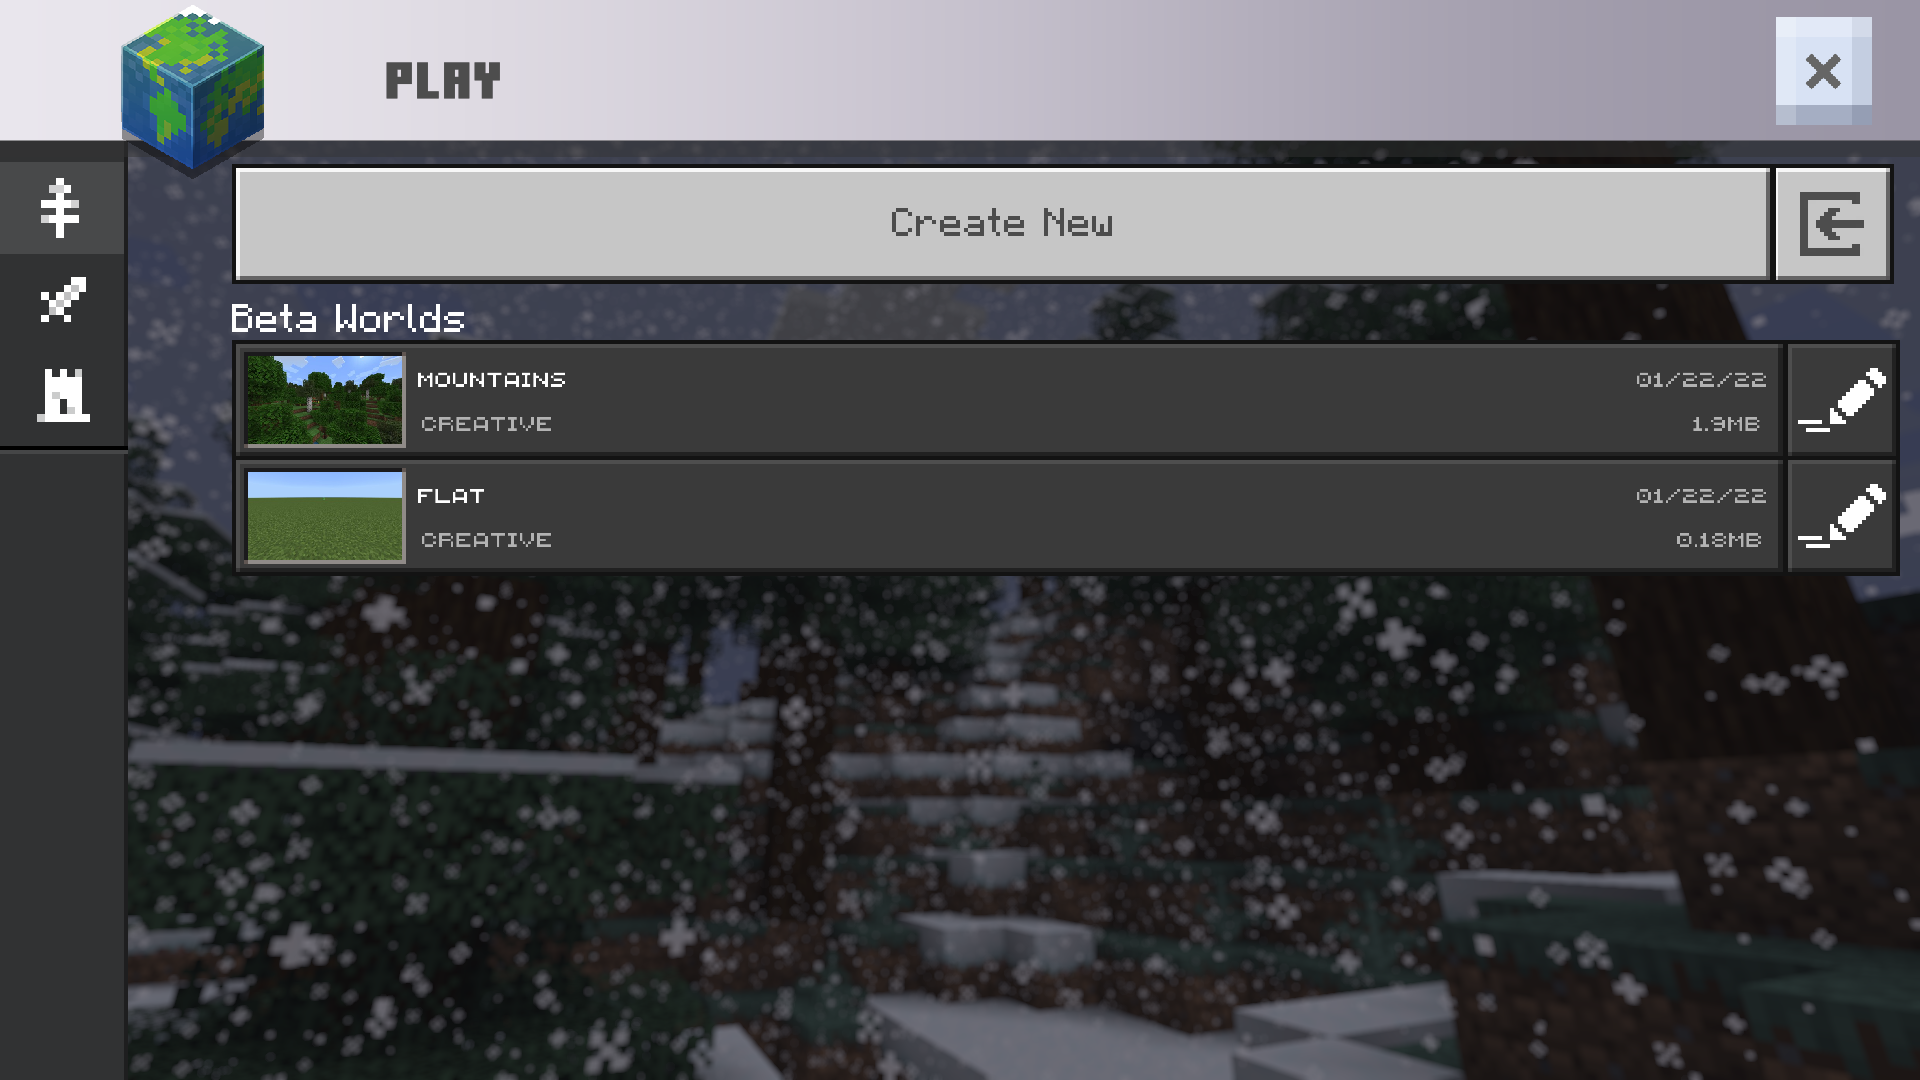 PLAY
Create New
Beta Worlds
MOUNTAINS 01/22/22
CREATIVE 1.9MB
FLAT 01/22/22
CREATIVE 0.18MB